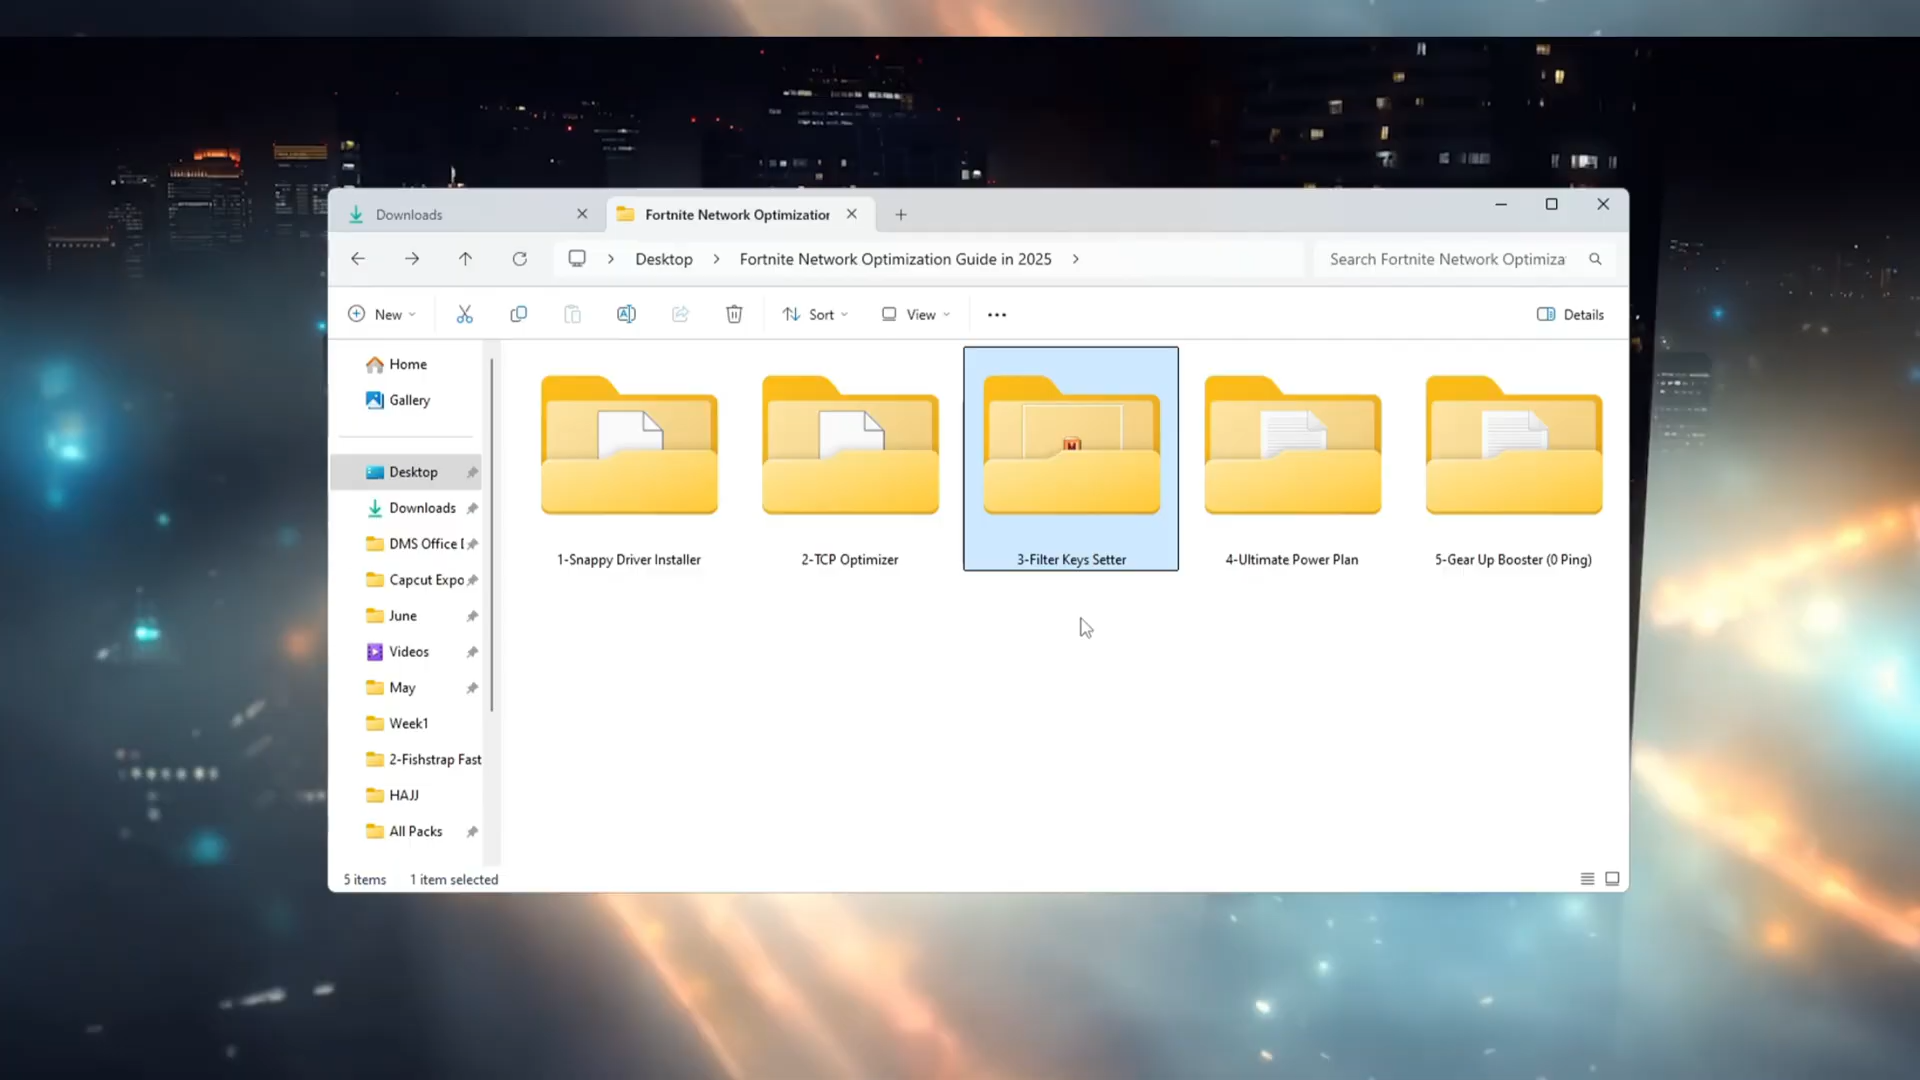 Downloads
Fortnite Network Optimization
Desktop
Fortnite Network Optimization Guide in 2025
Search Fortnite Network Optimiza
New
Sort
View
Details
Home
Gallery
Desktop
Downloads
DMS Office D
Capcut Expo
June
Videos
May
Week1
2-Fishstrap Fast
HAJJ
All Packs
1-Snappy Driver Installer
2-TCP Optimizer
3-Filter Keys Setter
4-Ultimate Power Plan
5-Gear Up Booster (0 Ping)
5 items
1 item selected